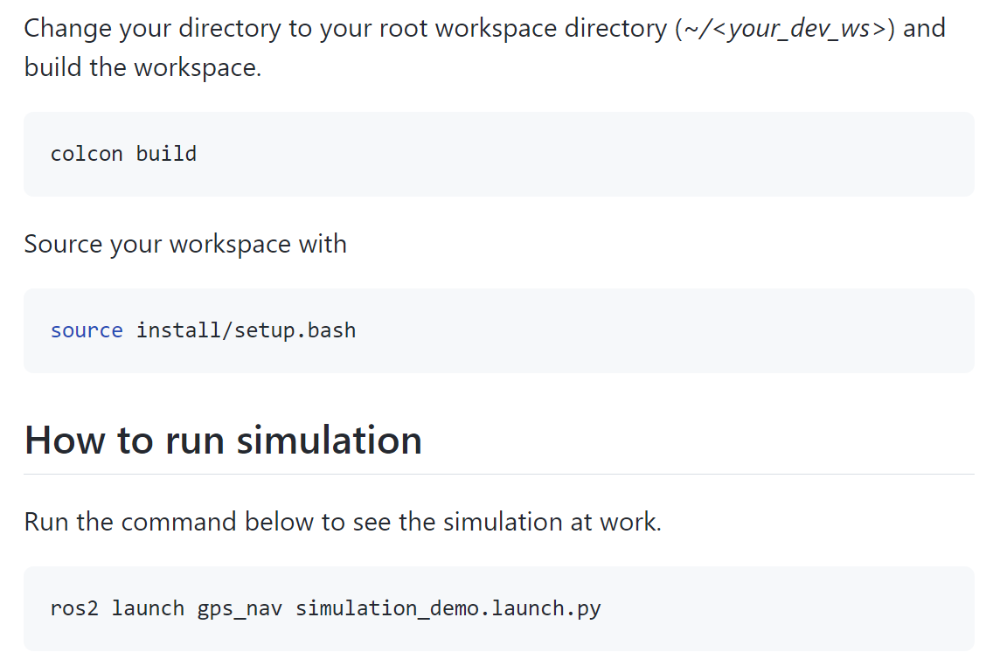 Change your directory to your root workspace directory (~/<your_dev_ws>) and
build the workspace.
colcon build
Source your workspace with
source install/setup.bash
How to run simulation
Run the command below to see the simulation at work.
ros2 launch gps_nav simulation_demo.launch.py